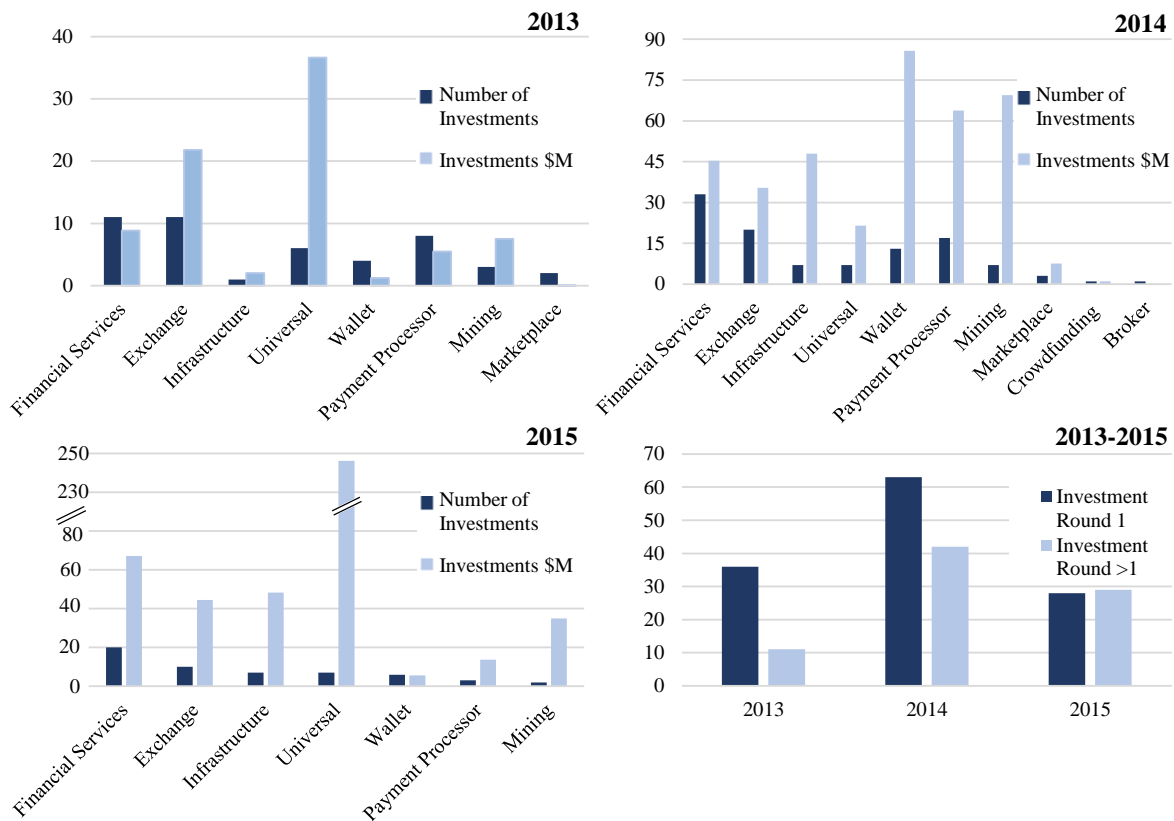 2013
40
30
20
10
0
Number of
Investments
Investments $M
Financial Services
Exchange
Infrastructure
Universal
Wallet
Payment Processor
Mining
Marketplace
2014
90
75
60
45
30
15
0
Number of
Investments
Investments $M
Financial Services
Exchange
Infrastructure
Universal
Wallet
Payment Processor
Mining
Marketplace
Crowdfunding
Broker
2015
250
230
80
60
40
20
0
Number of
Investments
Investments $M
Financial Services
Exchange
Infrastructure
Universal
Wallet
Payment Processor
Mining
2013-2015
70
60
50
40
30
20
10
0
Investment
Round 1
Investment
Round >1
2013
2014
2015